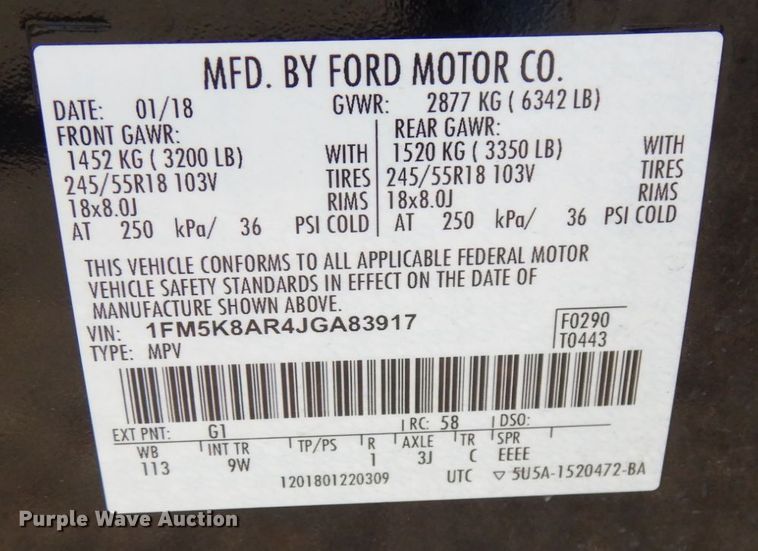 MFD. BY FORD MOTOR CO.
DATE: 01/18 GVWR: 2877 KG ( 6342 LB)
FRONT GAWR: REAR GAWR:
1452 KG ( 3200 LB) WITH 1520 KG ( 3350 LB) WITH
245/55R18 103V TIRES 245/55R18 103V TIRES
18x8.0J RIMS 18x8.0J RIMS
AT 250 kPa/ 36 PSI COLD AT 250 kPa/ 36 PSI COLD
THIS VEHICLE CONFORMS TO ALL APPLICABLE FEDERAL MOTOR
VEHICLE SAFETY STANDARDS IN EFFECT ON THE DATE OF
MANUFACTURE SHOWN ABOVE.
VIN: 1FM5K8AR4JGA83917 F0290
TYPE: MPV T0443
EXT PNT: G1 RC: 58 DSO:
WB INT TR TP/PS R AXLE TR SPR
113 9W 1 3J C EEEE
1201801220309 UTC ▽ 5U5A-1520472-BA
Purple Wave Auction